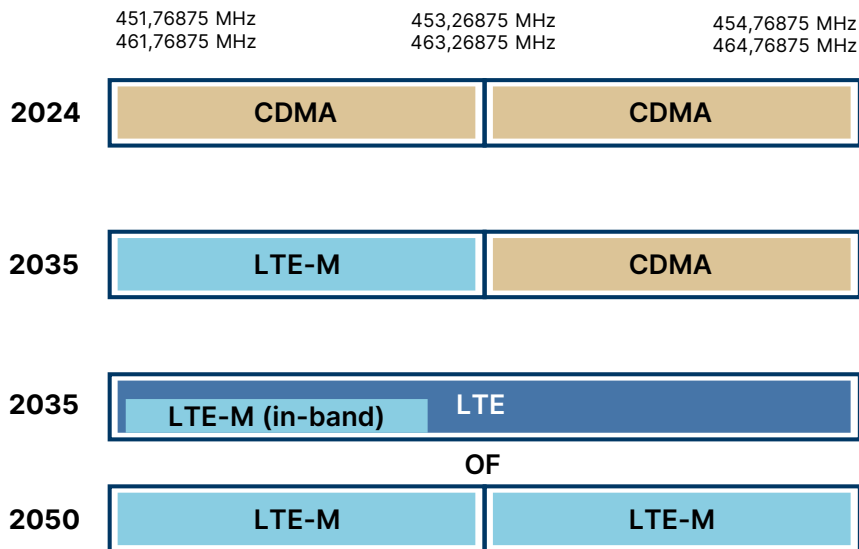 451,76875 MHz
461,76875 MHz
453,26875 MHz
463,26875 MHz
454,76875 MHz
464,76875 MHz
2024
CDMA
CDMA
2035
LTE-M
CDMA
2035
LTE
LTE-M (in-band)
OF
2050
LTE-M
LTE-M